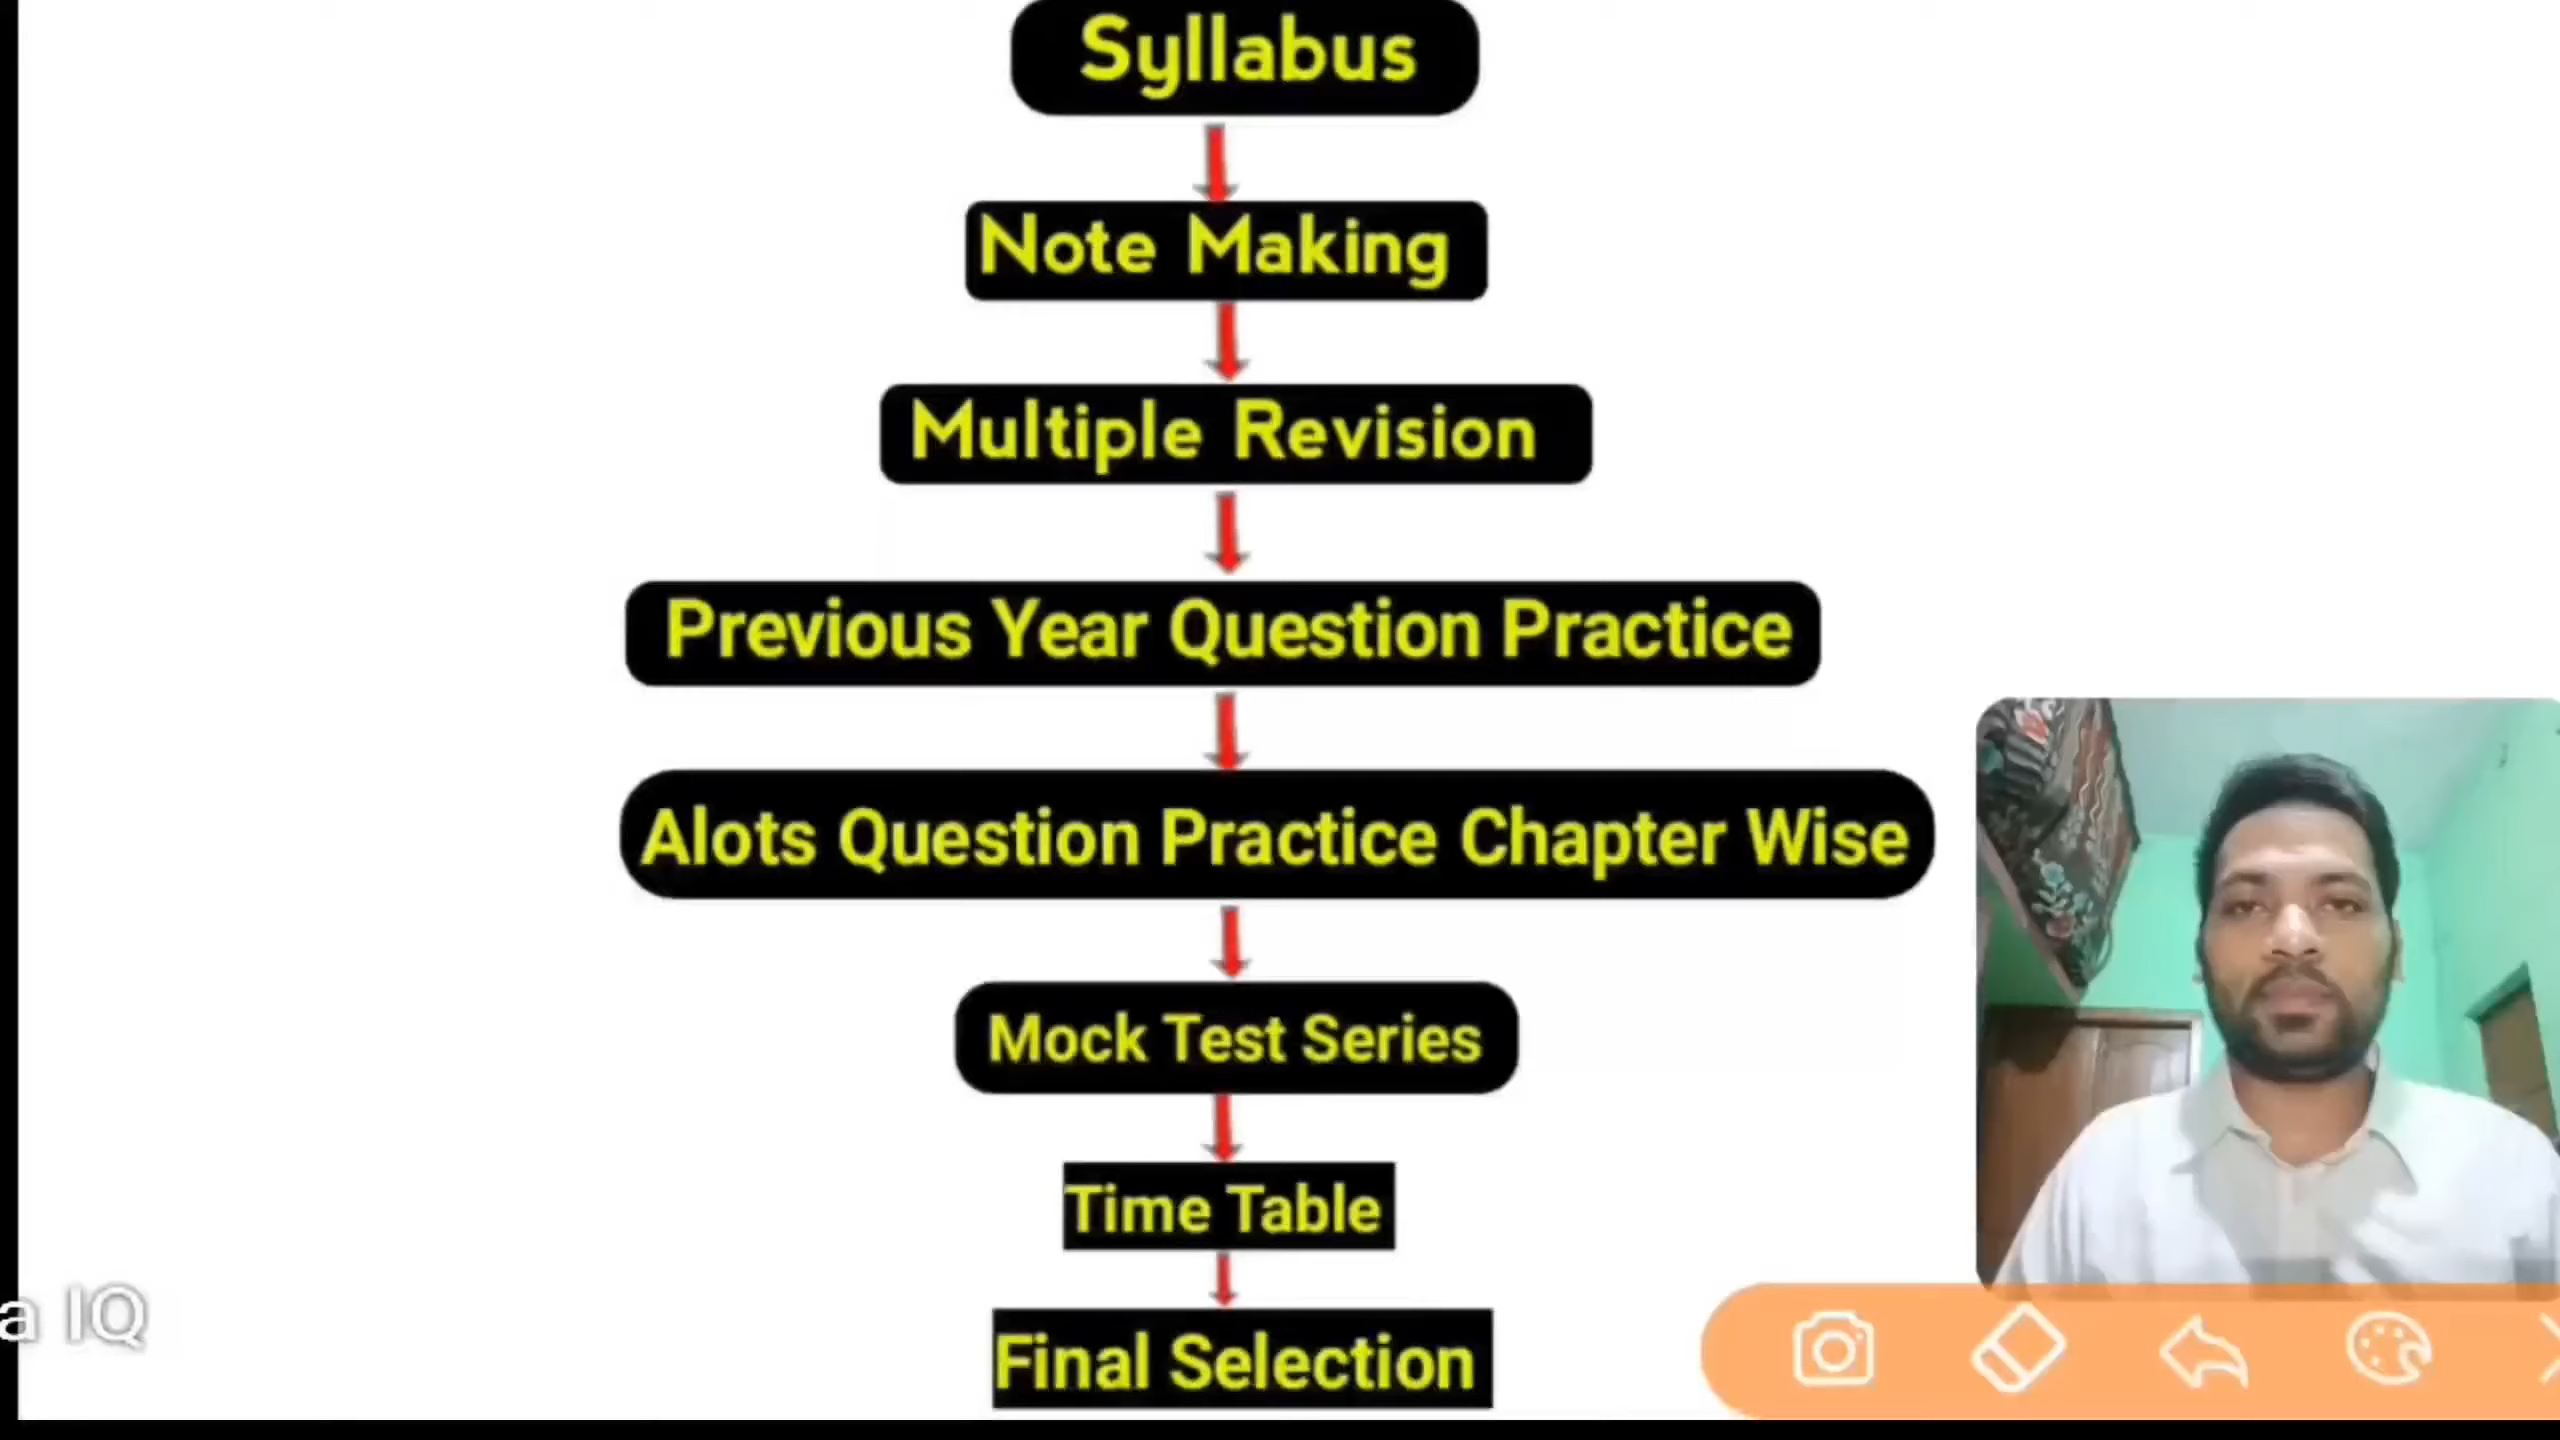 Syllabus
Note Making
Multiple Revision
Previous Year Question Practice
Alots Question Practice Chapter Wise
Mock Test Series
Time Table
Final Selection
a IQ